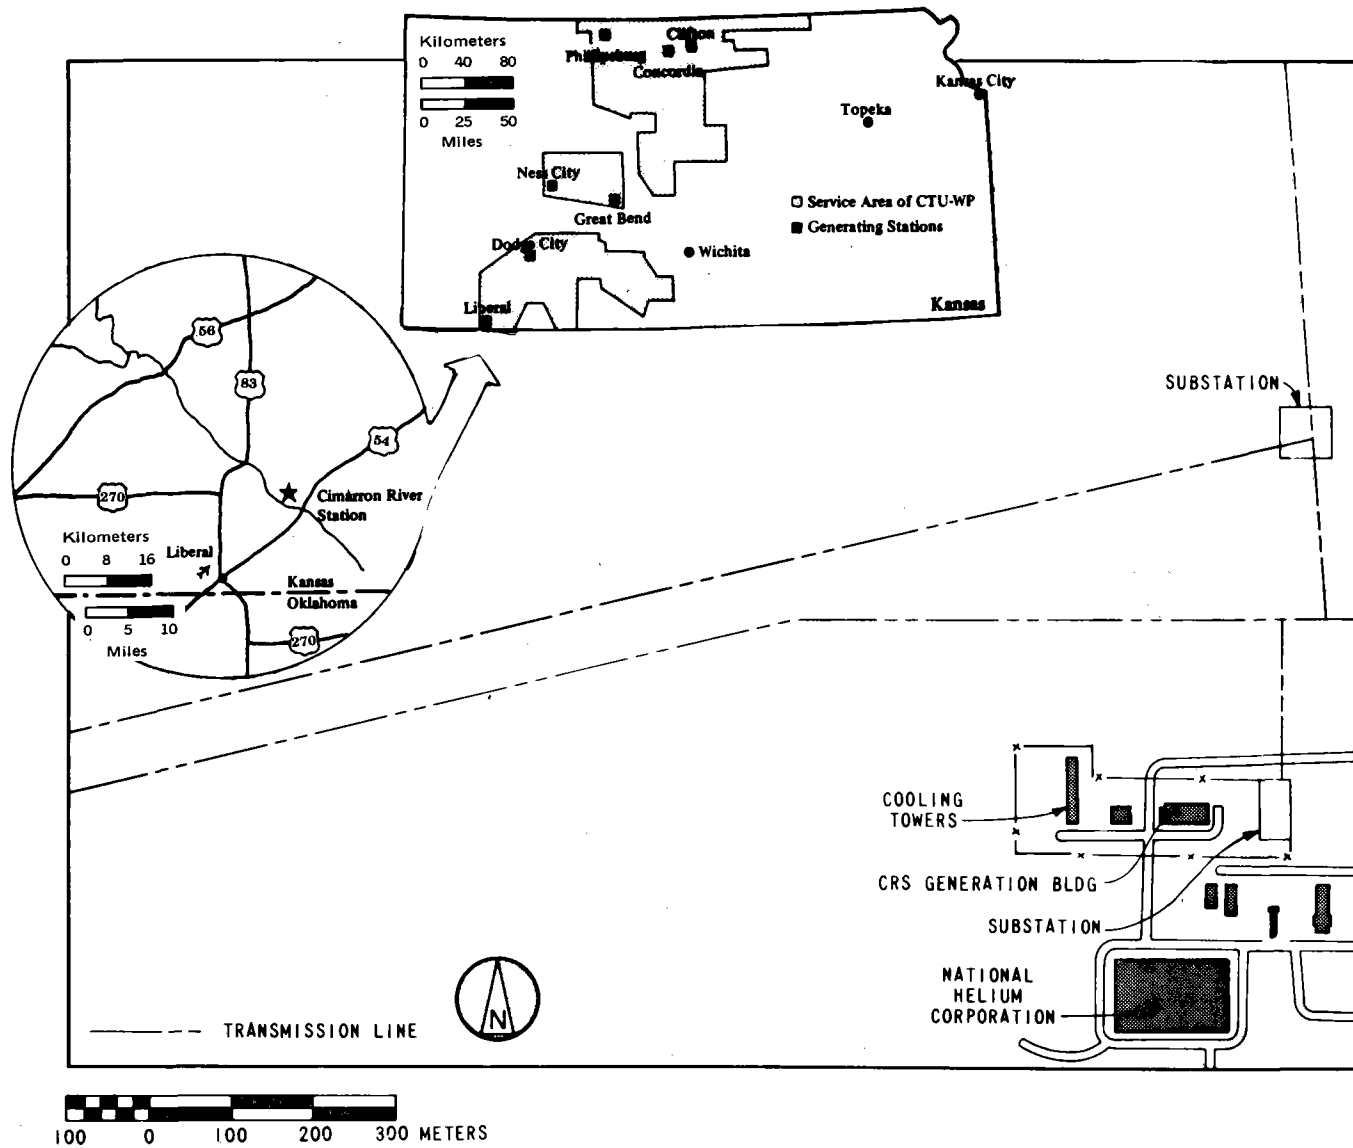 Kilometers
0 40 80
0 25 50
Miles
Phillipsburg
Clifton
Concordia
Kansas City
Topeka
Ness City
Great Bend
Service Area of CTU-WP
Generating Stations
Dodge City
Wichita
Liberal
Kansas
56
83
54
270
Cimarron River
Station
Kilometers
0 8 16
Liberal
Kansas
Oklahoma
0 5 10
Miles
270
SUBSTATION
COOLING
TOWERS
CRS GENERATION BLDG
SUBSTATION
NATIONAL
HELIUM
CORPORATION
N
TRANSMISSION LINE
100 0 100 200 300 METERS